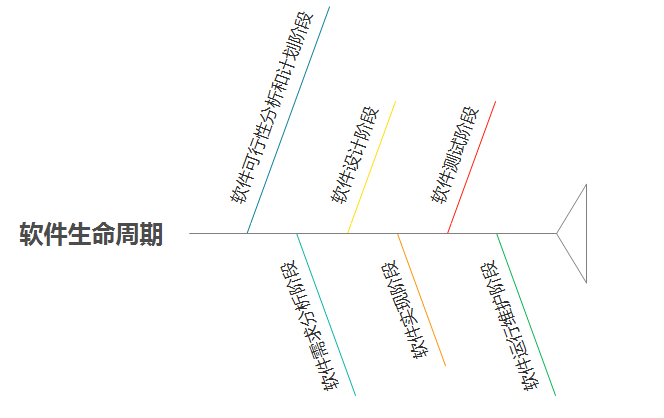 软件生命周期
软件可行性分析和计划阶段
软件需求分析阶段
软件设计阶段
软件实现阶段
软件测试阶段
软件运行维护阶段